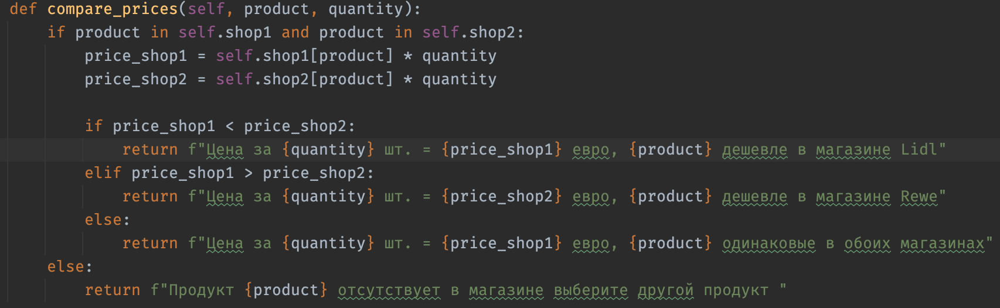 def compare_prices(self, product, quantity):
if product in self.shop1 and product in self.shop2:
price_shop1 = self.shop1[product] * quantity
price_shop2 = self.shop2[product] * quantity
if price_shop1 < price_shop2:
return f"Цена за {quantity} шт. = {price_shop1} евро, {product} дешевле в магазине Lidl"
elif price_shop1 > price_shop2:
return f"Цена за {quantity} шт. = {price_shop2} евро, {product} дешевле в магазине Rewe"
else:
return f"Цена за {quantity} шт. = {price_shop1} евро, {product} одинаковые в обоих магазинах"
else:
return f"Продукт {product} отсутствует в магазине выберите другой продукт "